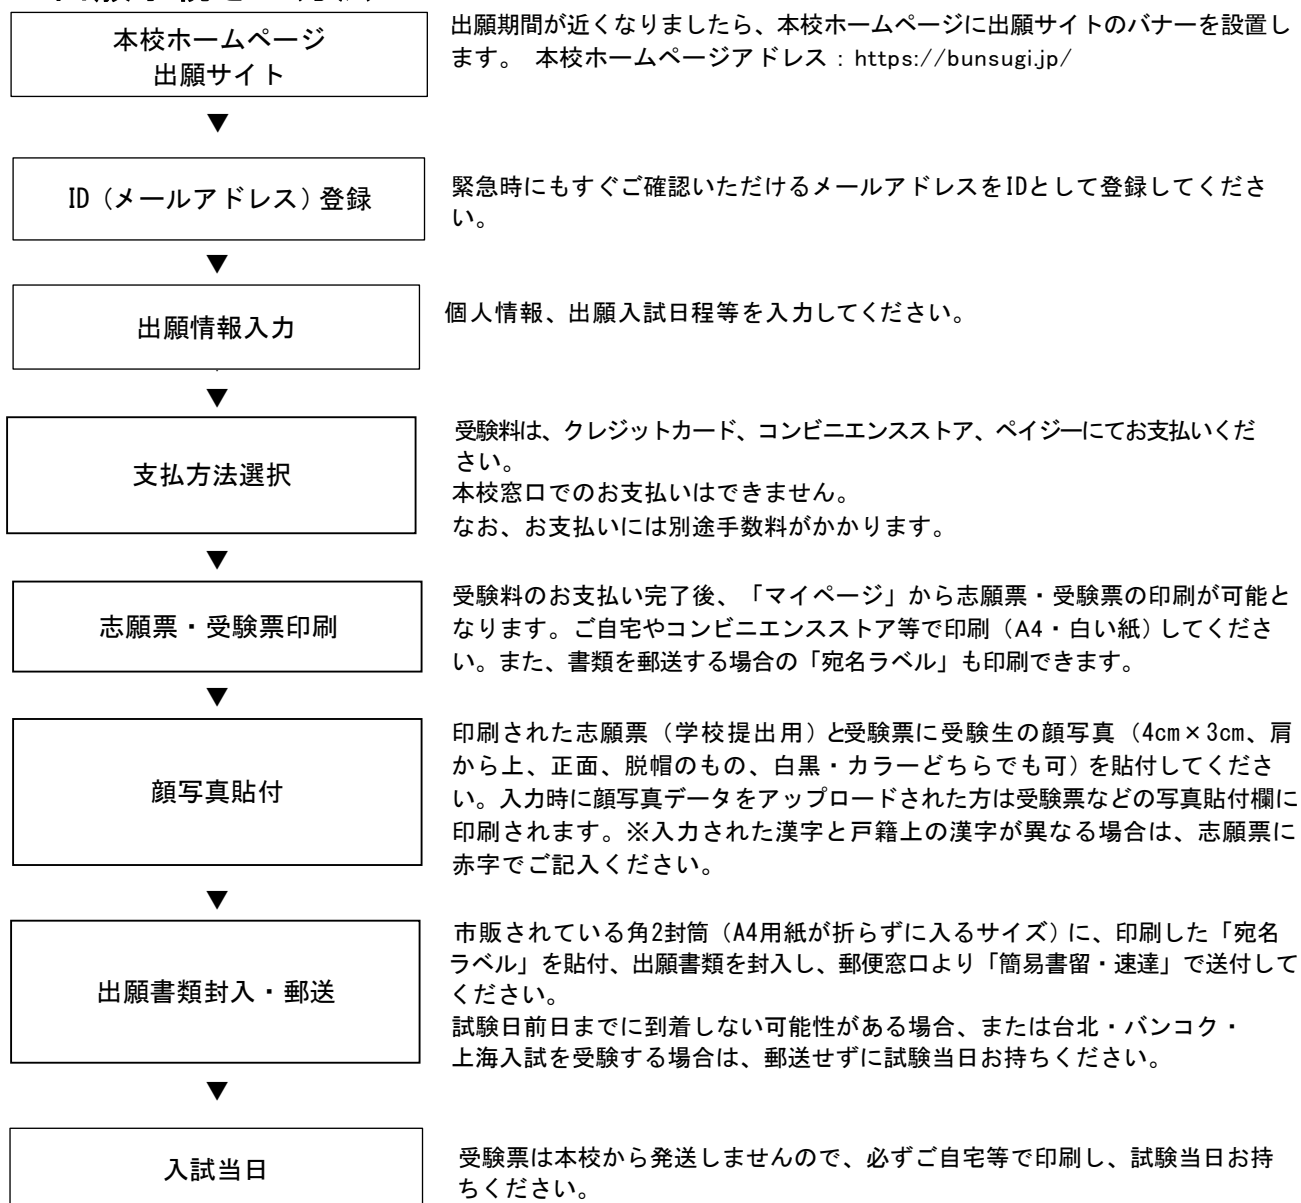 本校ホームページ
出願サイト
出願期間が近くなりましたら、本校ホームページに出願サイトのバナーを設置し
ます。 本校ホームページアドレス：https://bunsugi.jp/
▼
ID（メールアドレス）登録
緊急時にもすぐご確認いただけるメールアドレスをIDとして登録してくださ
い。
▼
出願情報入力
個人情報、出願入試日程等を入力してください。
▼
支払方法選択
受験料は、クレジットカード、コンビニエンスストア、ペイジーにてお支払いくだ
さい。
本校窓口でのお支払いはできません。
なお、お支払いには別途手数料がかかります。
▼
志願票・受験票印刷
受験料のお支払い完了後、「マイページ」から志願票・受験票の印刷が可能と
なります。ご自宅やコンビニエンスストア等で印刷（A4・白い紙）してくださ
い。また、書類を郵送する場合の「宛名ラベル」も印刷できます。
▼
顔写真貼付
印刷された志願票（学校提出用）と受験票に受験生の顔写真（4cm×3cm、肩
から上、正面、脱帽のもの、白黒・カラーどちらでも可）を貼付してくださ
い。入力時に顔写真データをアップロードされた方は受験票などの写真貼付欄に
印刷されます。※入力された漢字と戸籍上の漢字が異なる場合は、志願票に
赤字でご記入ください。
▼
出願書類封入・郵送
市販されている角2封筒（A4用紙が折らずに入るサイズ）に、印刷した「宛名
ラベル」を貼付、出願書類を封入し、郵便窓口より「簡易書留・速達」で送付して
ください。
試験日前日までに到着しない可能性がある場合、または台北・バンコク・
上海入試を受験する場合は、郵送せずに試験当日お持ちください。
▼
入試当日
受験票は本校から発送しませんので、必ずご自宅等で印刷し、試験当日お持
ちください。